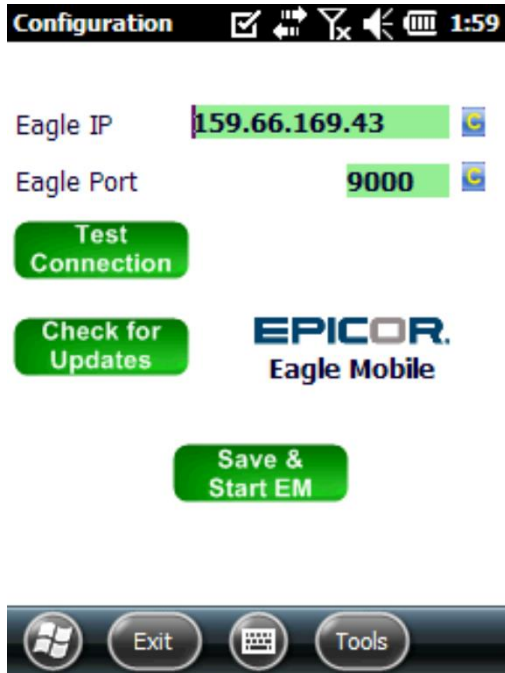 Configuration 1:59
Eagle IP 159.66.169.43 C
Eagle Port 9000 C
Test
Connection
Check for
Updates
EPICOR.
Eagle Mobile
Save &
Start EM
Exit Tools